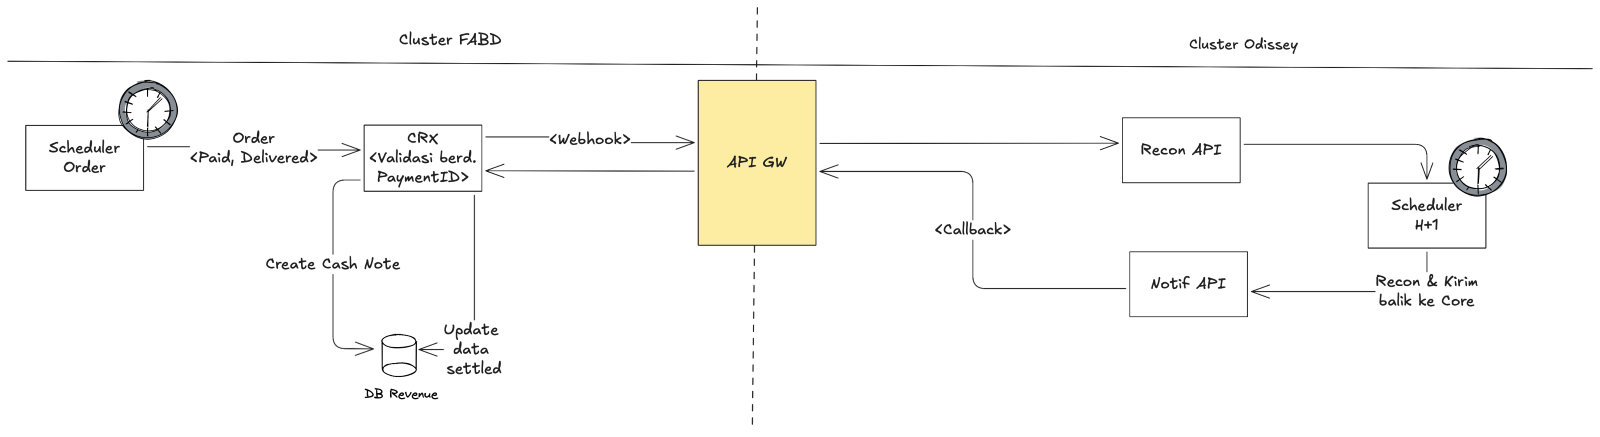 Cluster FABD
Cluster Odissey
Scheduler
Order
Order
<Paid, Delivered>
CRX
<Validasi berd.
PaymentID>
<Webhook>
API GW
Recon API
Scheduler
H+1
<Callback>
Create Cash Note
Notif API
Recon & Kirim
balik ke Core
Update
data
settled
DB Revenue